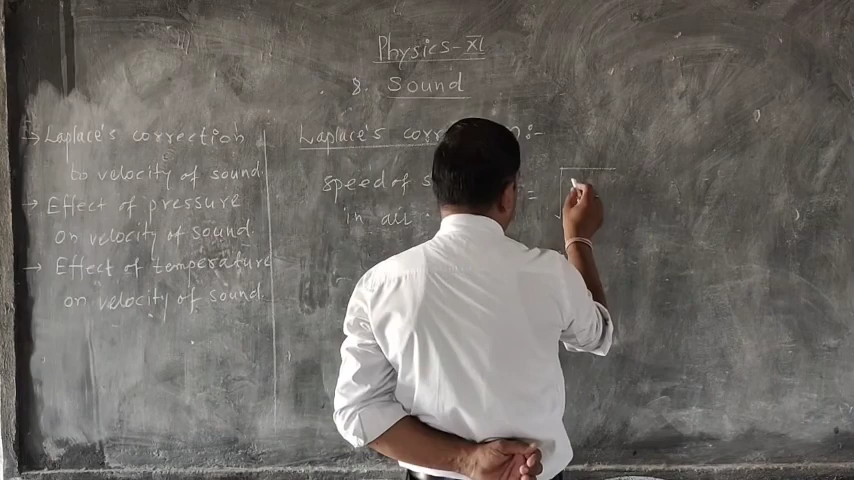 Physics-XI
8. Sound
→ Laplace's correction
to velocity of sound
→ Effect of pressure
on velocity of sound
→ Effect of temperature
on velocity of sound
Laplace's :-
speed of =
in air